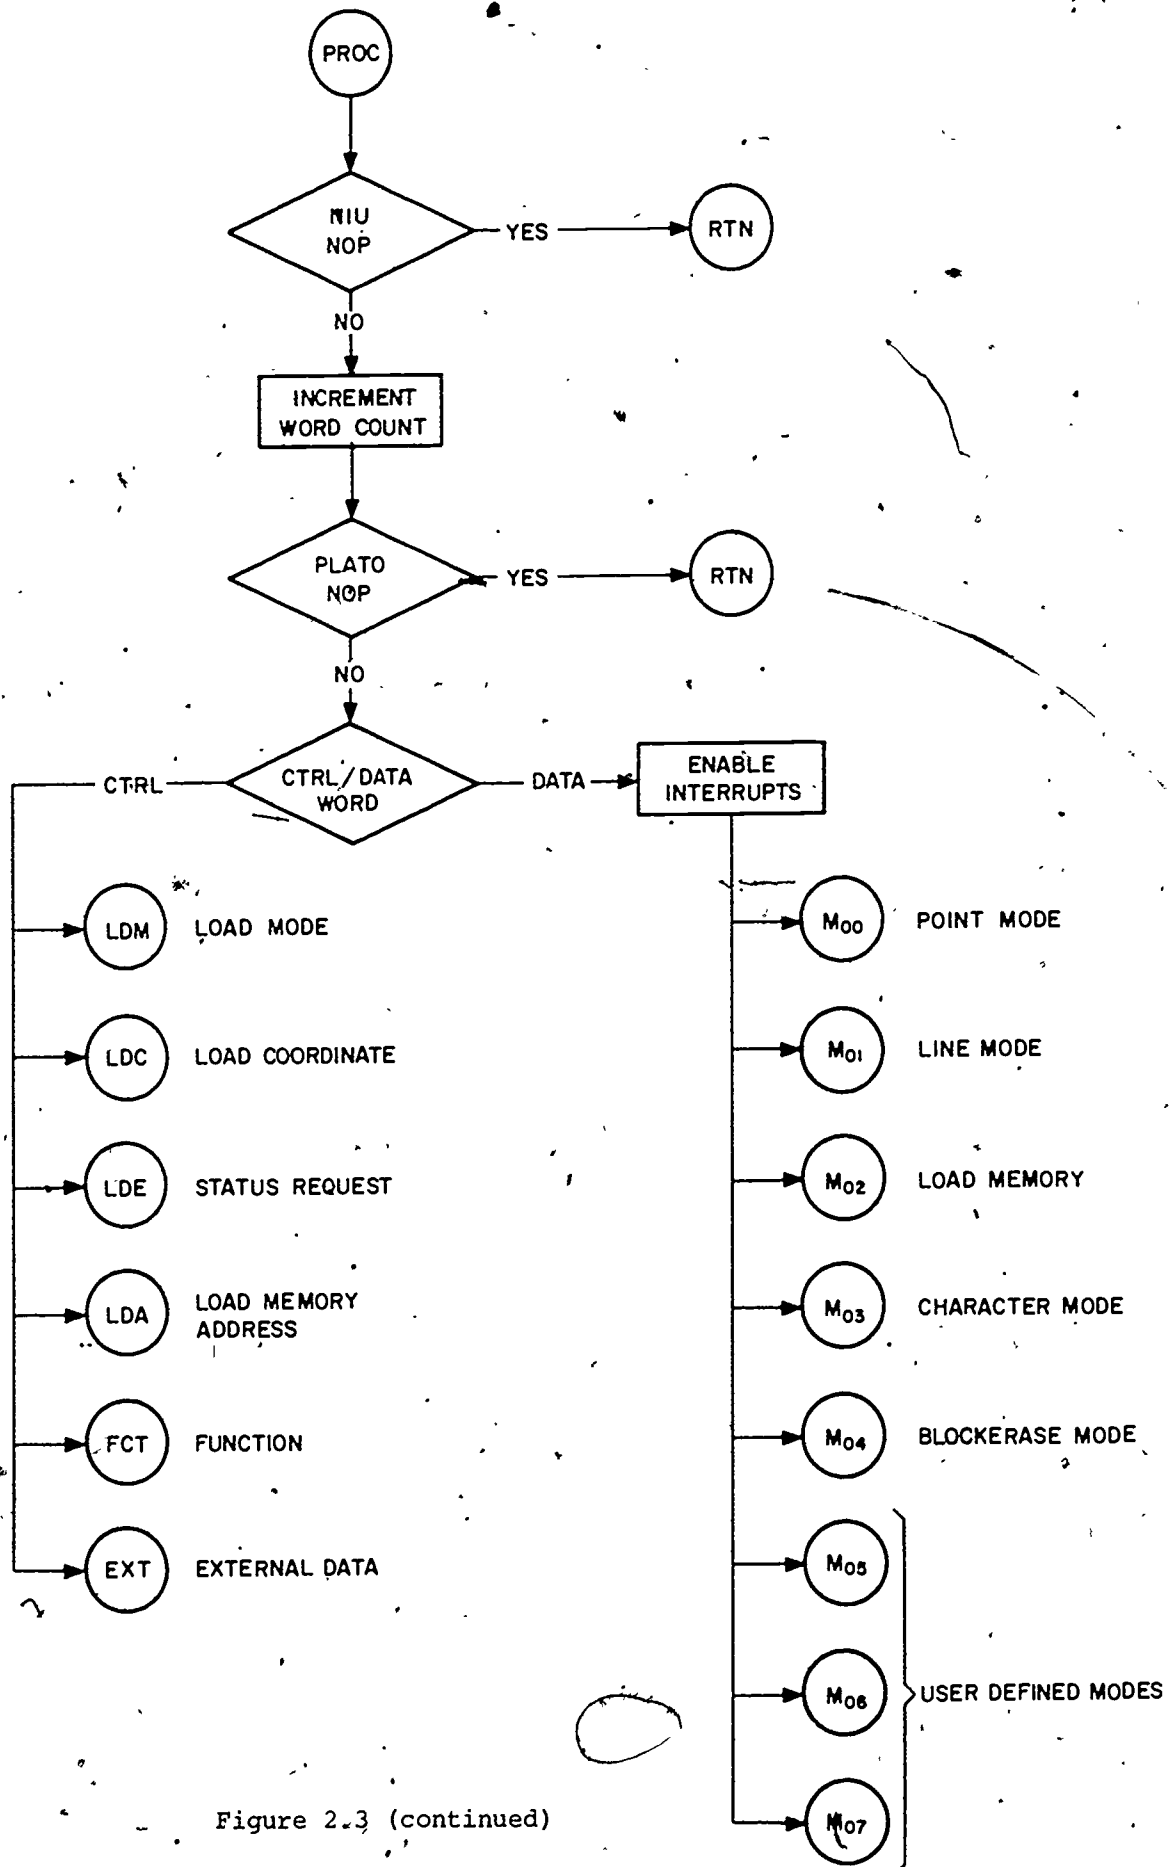 PROC
NIU
NOP
YES
RTN
NO
INCREMENT
WORD COUNT
PLATO
NOP
YES
RTN
NO
CTRL
CTRL/DATA
WORD
DATA
ENABLE
INTERRUPTS
LDM LOAD MODE
LDC LOAD COORDINATE
LDE STATUS REQUEST
LDA LOAD MEMORY
ADDRESS
FCT FUNCTION
EXT EXTERNAL DATA
M00 POINT MODE
M01 LINE MODE
M02 LOAD MEMORY
M03 CHARACTER MODE
M04 BLOCKERASE MODE
M05
M06 USER DEFINED MODES
M07
Figure 2.3 (continued)